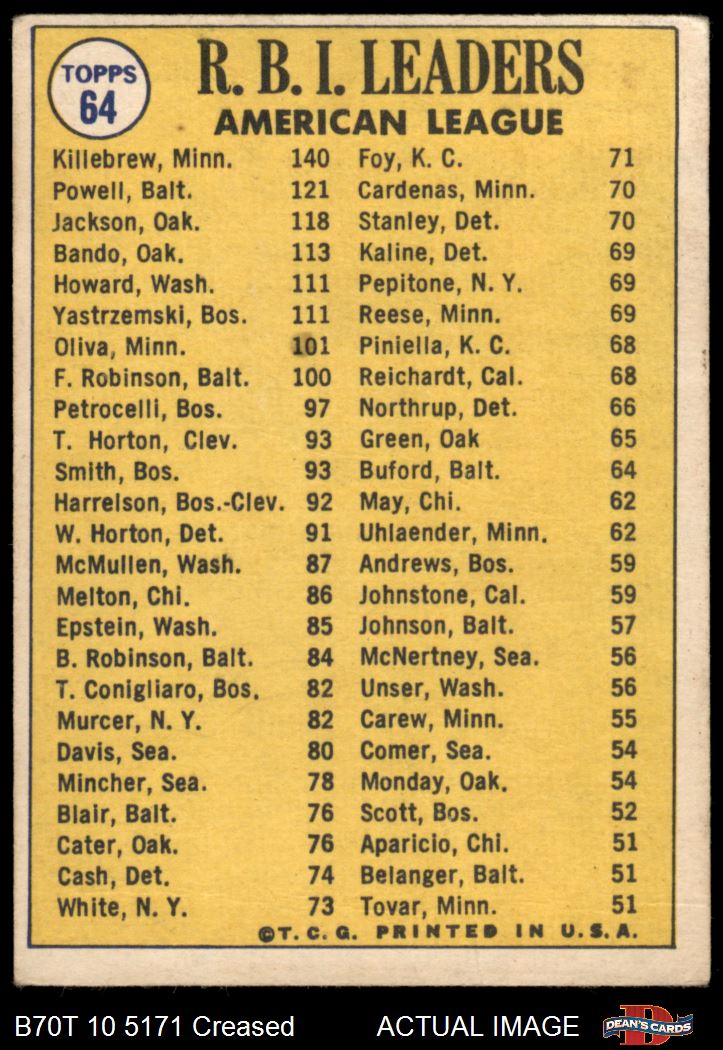 TOPPS
64
R. B. I. LEADERS
AMERICAN LEAGUE
Killebrew, Minn. 140
Powell, Balt. 121
Jackson, Oak. 118
Bando, Oak. 113
Howard, Wash. 111
Yastrzemski, Bos. 111
Oliva, Minn. 101
F. Robinson, Balt. 100
Petrocelli, Bos. 97
T. Horton, Clev. 93
Smith, Bos. 93
Harrelson, Bos.-Clev. 92
W. Horton, Det. 91
McMullen, Wash. 87
Melton, Chi. 86
Epstein, Wash. 85
B. Robinson, Balt. 84
T. Conigliaro, Bos. 82
Murcer, N. Y. 82
Davis, Sea. 80
Mincher, Sea. 78
Blair, Balt. 76
Cater, Oak. 76
Cash, Det. 74
White, N. Y. 73
Foy, K. C. 71
Cardenas, Minn. 70
Stanley, Det. 70
Kaline, Det. 69
Pepitone, N. Y. 69
Reese, Minn. 69
Piniella, K. C. 68
Reichardt, Cal. 68
Northrup, Det. 66
Green, Oak 65
Buford, Balt. 64
May, Chi. 62
Uhlaender, Minn. 62
Andrews, Bos. 59
Johnstone, Cal. 59
Johnson, Balt. 57
McNertney, Sea. 56
Unser, Wash. 56
Carew, Minn. 55
Comer, Sea. 54
Monday, Oak. 54
Scott, Bos. 52
Aparicio, Chi. 51
Belanger, Balt. 51
Tovar, Minn. 51
©T. C. G. PRINTED IN U. S. A.
B70T 10 5171 Creased
ACTUAL IMAGE
D
DEAN'S CARDS